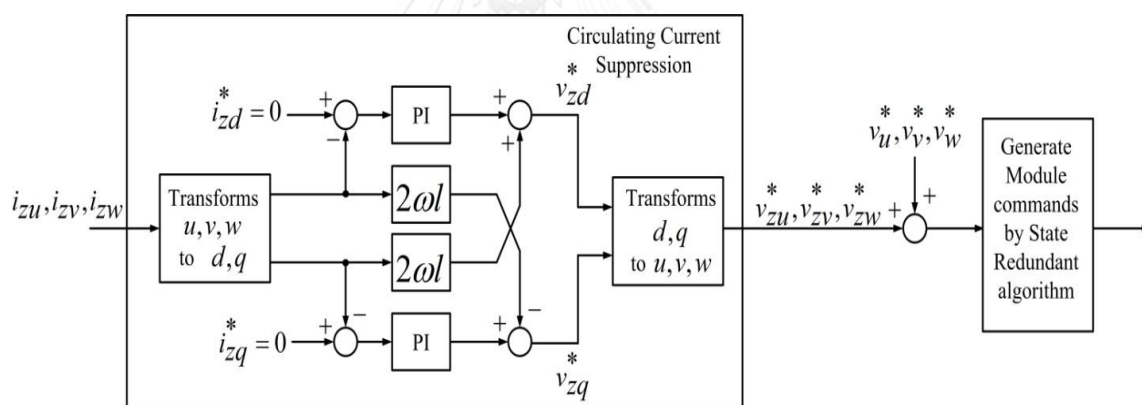 Circulating Current
Suppression
i*zd = 0
+
−
PI
+
+
v*zd
izu, izv, izw
Transforms
u, v, w
to d, q
2ωl
2ωl
Transforms
d, q
to u, v, w
v*zu, v*zv, v*zw
+
+
v*u, v*v, v*w
Generate
Module
commands
by State
Redundant
algorithm
i*zq = 0
+
−
PI
+
−
v*zq